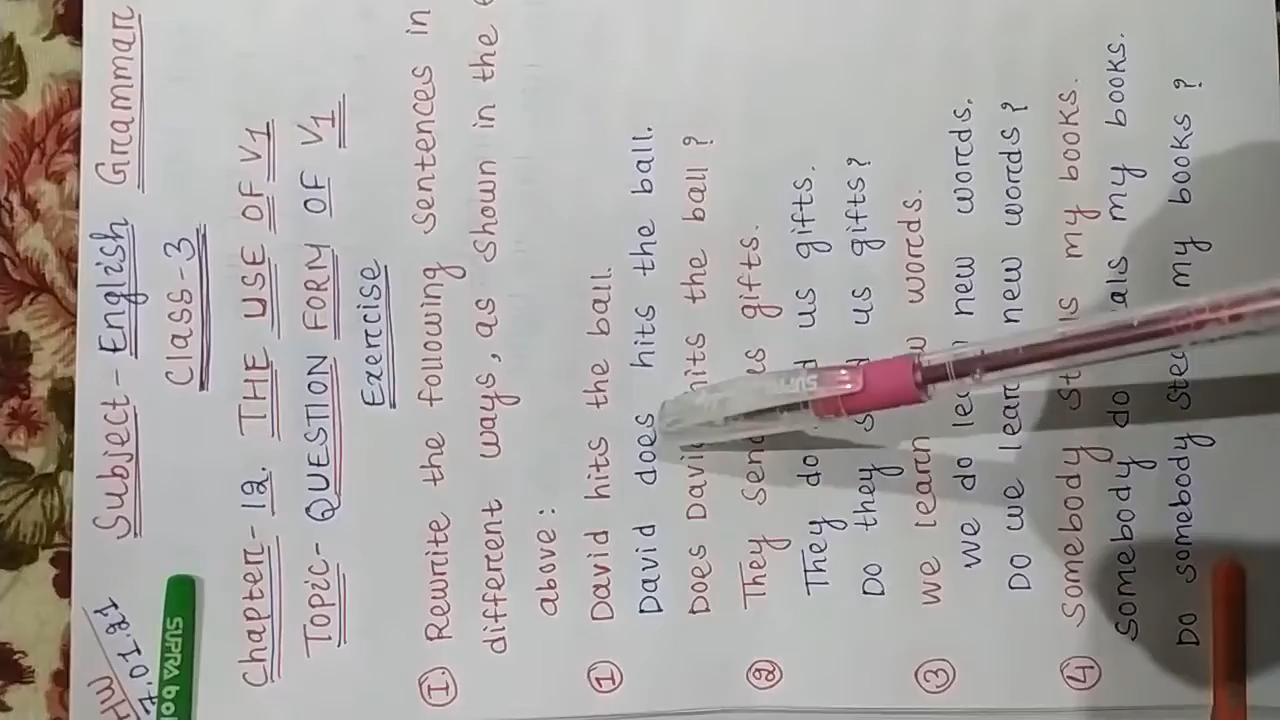 HW
7.01.21
Subject - English Grammar
Class-3
Chapter- 12. THE USE OF V1
Topic- QUESTION FORM OF V1
Exercise
I. Rewrite the following sentences in
different ways, as shown in the
above:
1 David hits the ball.
David does hits the ball.
Does David hits the ball?
2 They send us gifts.
They do us gifts.
Do they us gifts?
3 We learn words.
We do new words.
Do we learn new words?
4 Somebody my books.
Somebody do my books.
Do somebody my books?
SUPRA
SUPRA